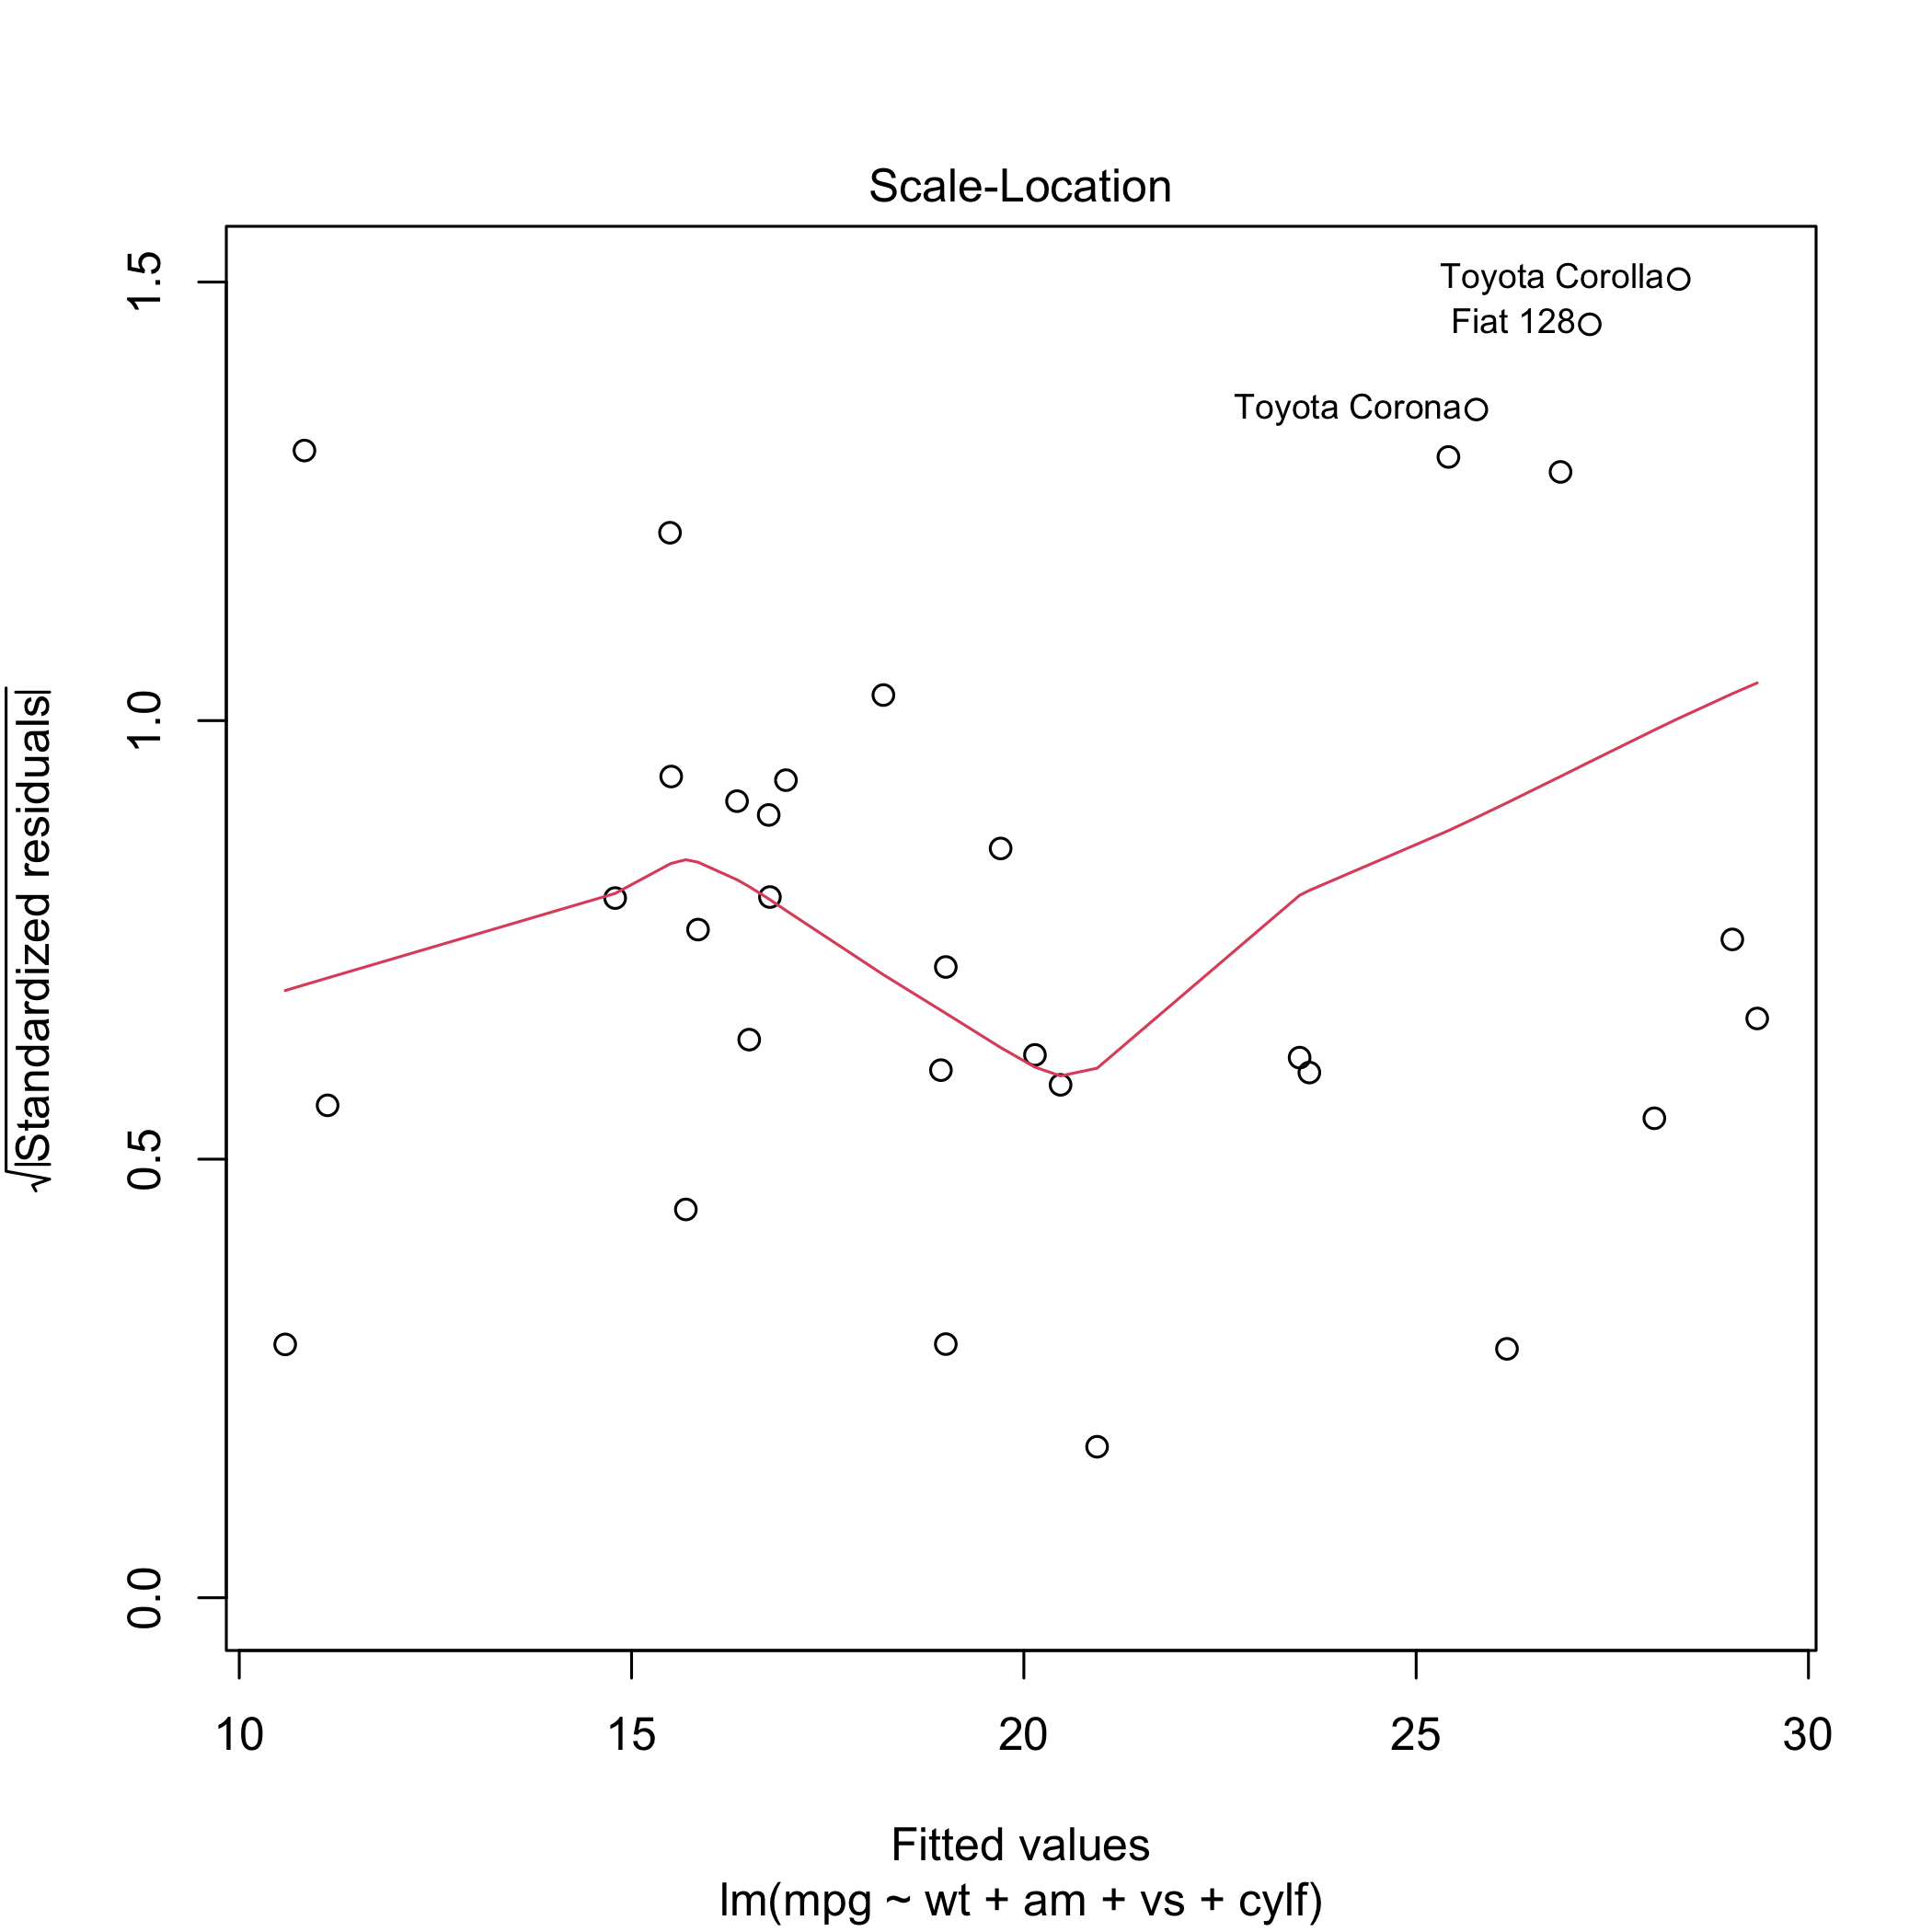 Scale-Location
Toyota Corolla
Fiat 128
Toyota Corona
√|Standardized residuals|
1.5
1.0
0.5
0.0
10 15 20 25 30
Fitted values
lm(mpg ~ wt + am + vs + cylf)